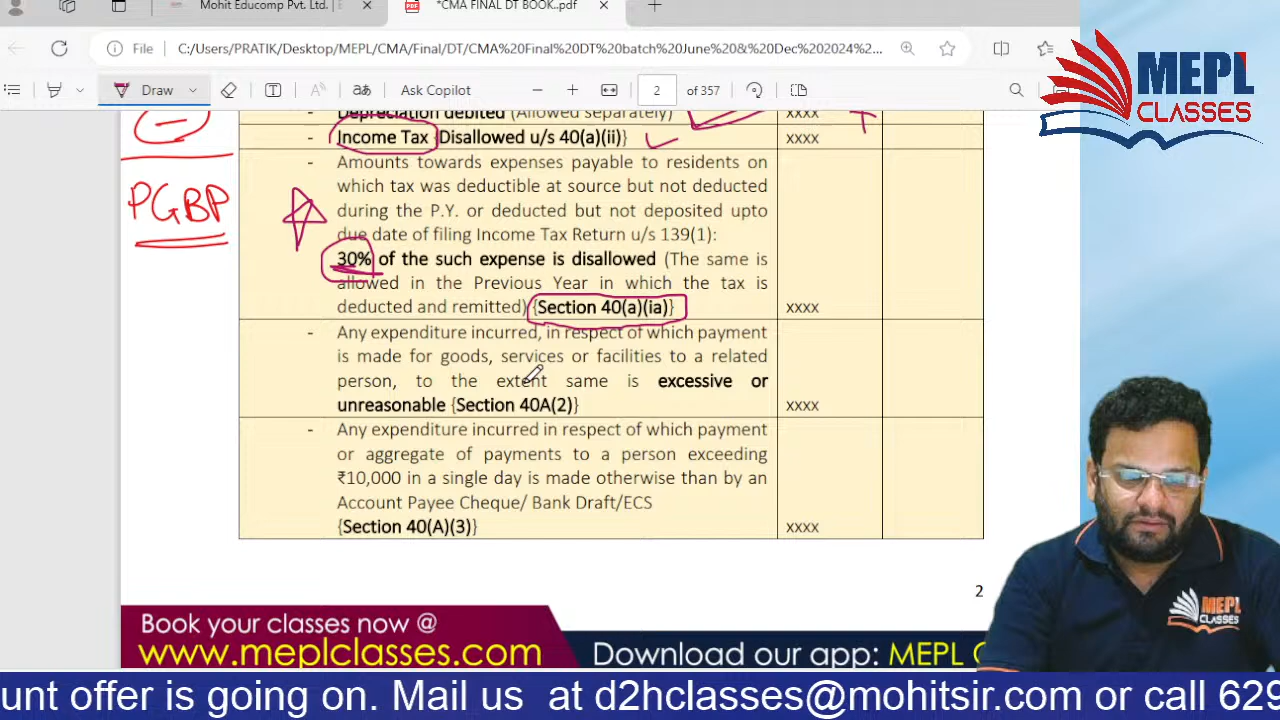 Mohit Educomp Pvt. Ltd. |
*CMA FINAL DT BOOK..pdf
File
C:/Users/PRATIK/Desktop/MEPL/CMA/Final/DT/CMA%20Final%20DT%20batch%20June%20&%20Dec%202024%2...
Draw
Ask Copilot
2 of 357
MEPL
CLASSES
- Depreciation debited (Allowed separately) xxxx
- Income Tax {Disallowed u/s 40(a)(ii)} xxxx
PGBP
- Amounts towards expenses payable to residents on
which tax was deductible at source but not deducted
during the P.Y. or deducted but not deposited upto
due date of filing Income Tax Return u/s 139(1):
30% of the such expense is disallowed (The same is
allowed in the Previous Year in which the tax is
deducted and remitted) {Section 40(a)(ia)} xxxx
- Any expenditure incurred, in respect of which payment
is made for goods, services or facilities to a related
person, to the extent same is excessive or
unreasonable {Section 40A(2)} xxxx
- Any expenditure incurred in respect of which payment
or aggregate of payments to a person exceeding
₹10,000 in a single day is made otherwise than by an
Account Payee Cheque/ Bank Draft/ECS
{Section 40(A)(3)} xxxx
2
MEPL
CLASSES
Book your classes now @
www.meplclasses.com
Download our app: MEPL C
unt offer is going on. Mail us at d2hclasses@mohitsir.com or call 629